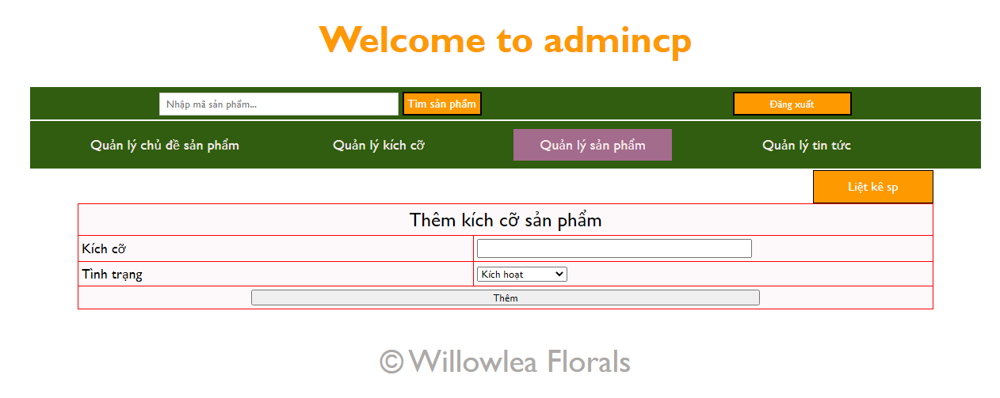 Welcome to admincp
Nhập mã sản phẩm... Tìm sản phẩm Đăng xuất
Quản lý chủ đề sản phẩm Quản lý kích cỡ Quản lý sản phẩm Quản lý tin tức
Liệt kê sp
Thêm kích cỡ sản phẩm
Kích cỡ
Tình trạng Kích hoạt
Thêm
© Willowlea Florals